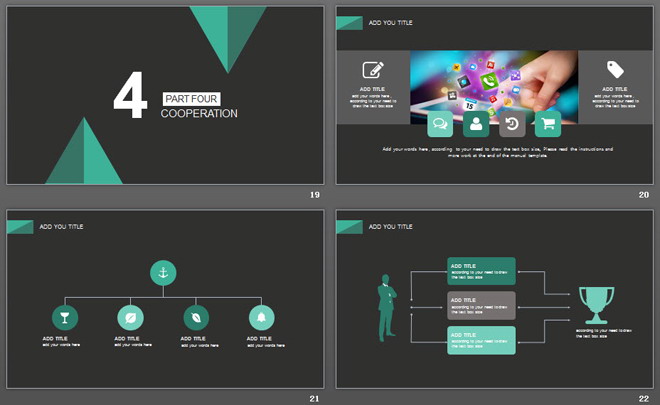 4
PART FOUR
COOPERATION
19
ADD YOU TITLE
ADD TITLE
add your words here ,
according to your need to
draw the text box size
15
ADD TITLE
add your words here ,
according to your need to
draw the text box size
Add your words here , according to your need to draw the text box size, Please read the instructions and
more work at the end of the manual template.
20
ADD YOU TITLE
ADD TITLE
add your words here
ADD TITLE
add your words here
ADD TITLE
add your words here
ADD TITLE
add your words here
21
ADD YOU TITLE
ADD TITLE
according to your need to draw
the text box size
ADD TITLE
according to your need to draw
the text box size
ADD TITLE
according to your need to draw
the text box size
according to your need to draw
the text box size
22